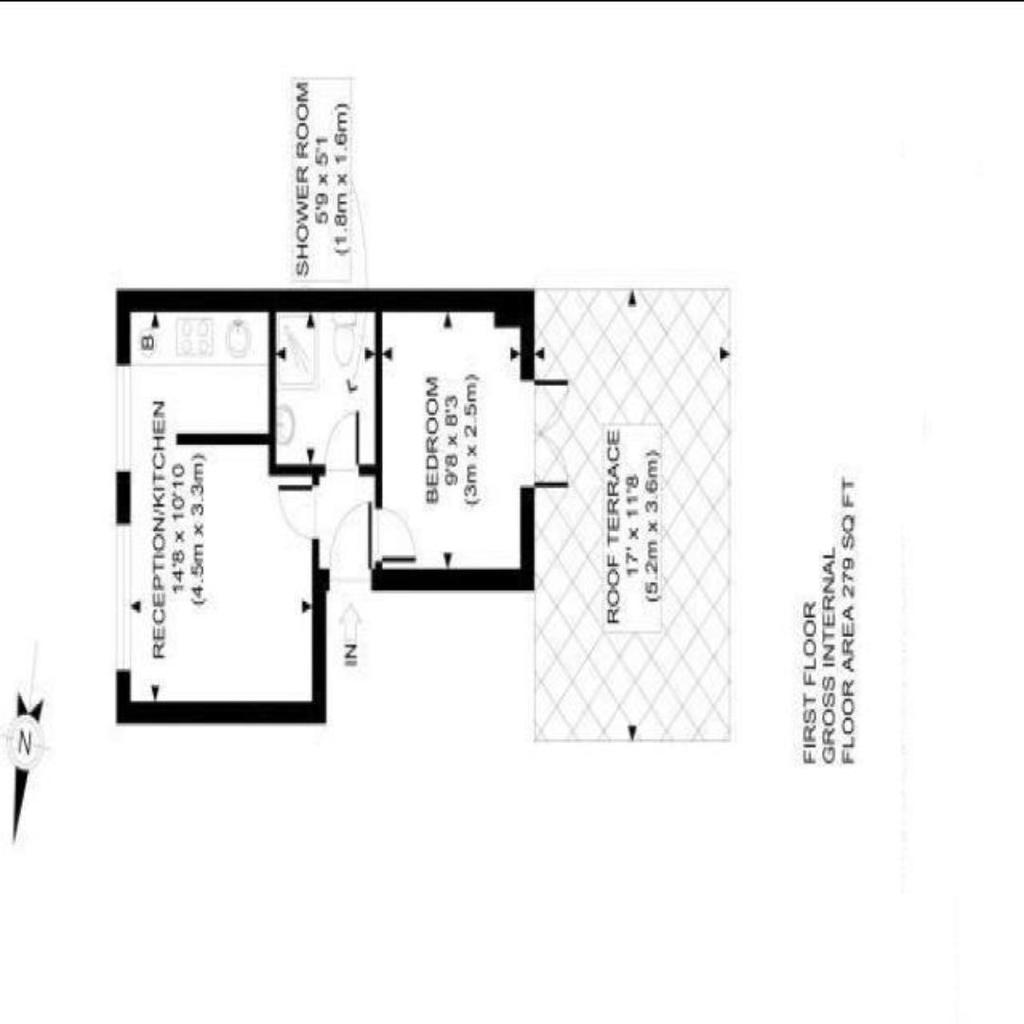 SHOWER ROOM
5'9 x 5'1
(1.8m x 1.6m)
B
RECEPTION/KITCHEN
14'8 x 10'10
(4.5m x 3.3m)
BEDROOM
9'8 x 8'3
(3m x 2.5m)
ROOF TERRACE
17' x 11'8
(5.2m x 3.6m)
IN
N
FIRST FLOOR
GROSS INTERNAL
FLOOR AREA 279 SQ FT